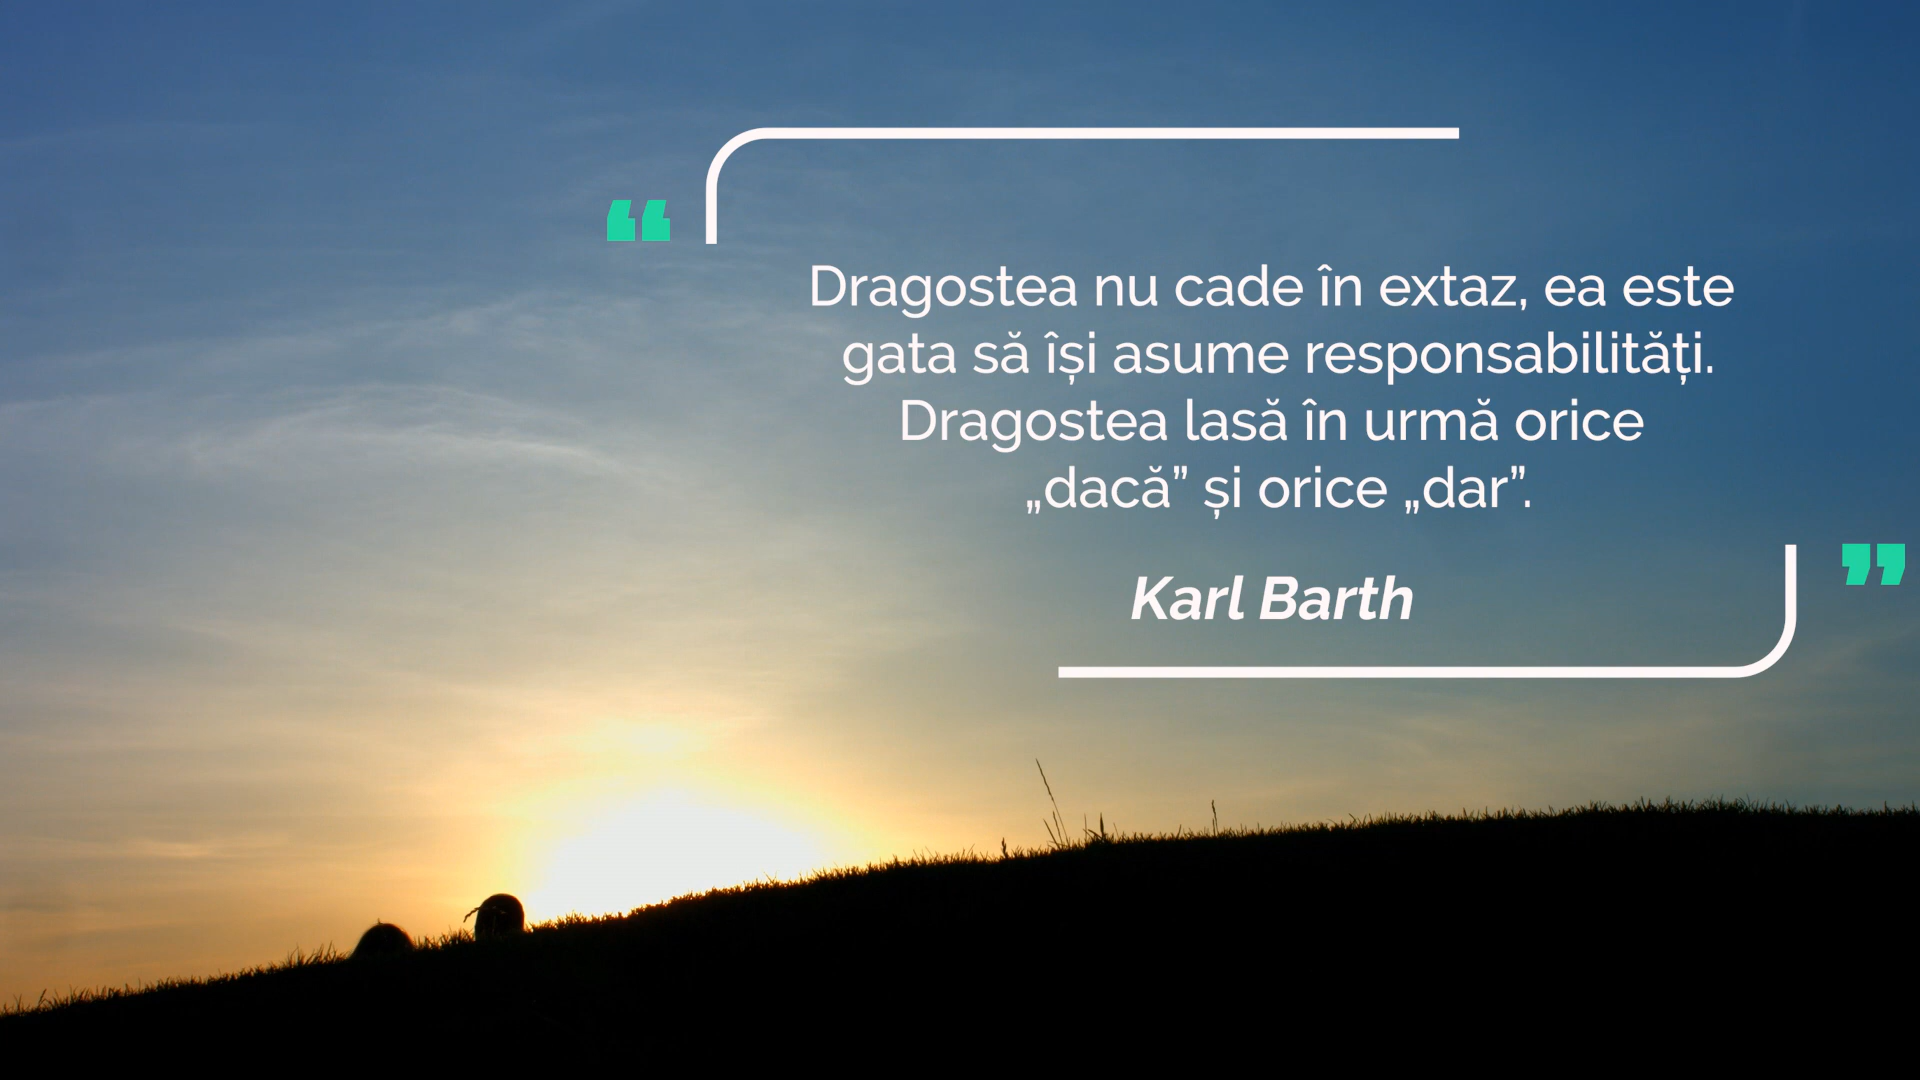 “
Dragostea nu cade în extaz, ea este
gata să își asume responsabilități.
Dragostea lasă în urmă orice
„dacă” și orice „dar”.
Karl Barth
”